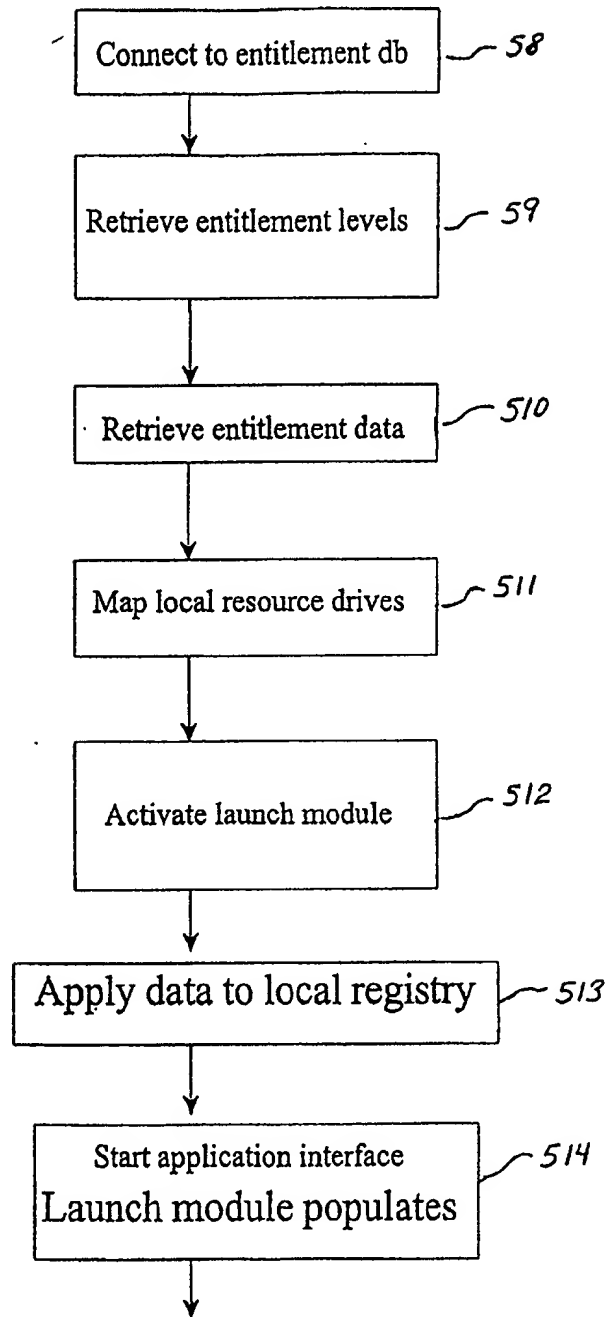 Connect to entitlement db
58
Retrieve entitlement levels
59
Retrieve entitlement data
510
Map local resource drives
511
Activate launch module
512
Apply data to local registry
513
Start application interface
514
Launch module populates